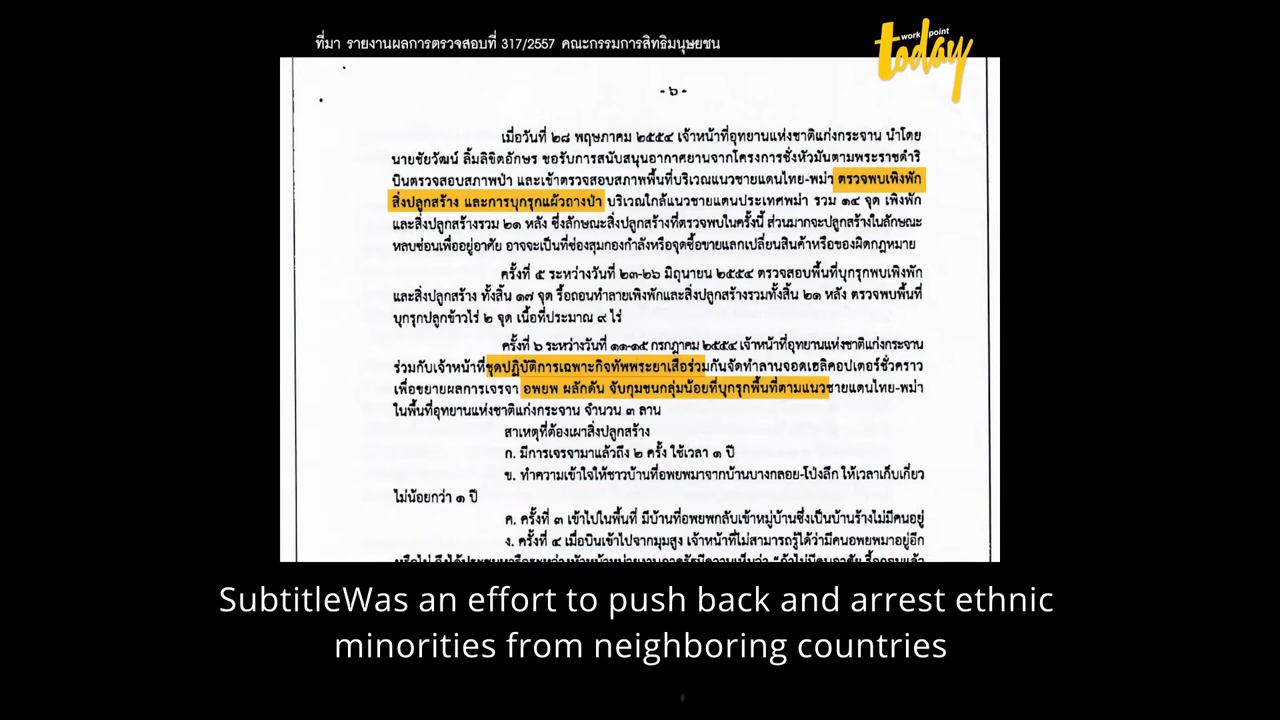 ที่มา รายงานผลการตรวจสอบที่ 317/2557 คณะกรรมการสิทธิมนุษยชน
work point
today
-๖-
เมื่อวันที่ ๒๘ พฤษภาคม ๒๕๕๔ เจ้าหน้าที่อุทยานแห่งชาติแก่งกระจาน นำโดย
นายชัยวัฒน์ ลิ้มลิขิตอักษร ขอรับการสนับสนุนอากาศยานจากโครงการชั่งหัวมันตามพระราชดำริ
บินตรวจสอบสภาพป่า และเข้าตรวจสอบสภาพพื้นที่บริเวณแนวชายแดนไทย-พม่า ตรวจพบเพิงพัก
สิ่งปลูกสร้าง และการบุกรุกแผ้วถางป่า บริเวณใกล้แนวชายแดนประเทศพม่า รวม ๑๔ จุด เพิงพัก
และสิ่งปลูกสร้างรวม ๒๑ หลัง ซึ่งลักษณะสิ่งปลูกสร้างที่ตรวจพบในครั้งนี้ ส่วนมากจะปลูกสร้างในลักษณะ
หลบซ่อนเพื่ออยู่อาศัย อาจจะเป็นที่ซ่องสุมกองกำลังหรือจุดซื้อขายแลกเปลี่ยนสินค้าหรือของผิดกฎหมาย
ครั้งที่ ๕ ระหว่างวันที่ ๒๓-๒๖ มิถุนายน ๒๕๕๔ ตรวจสอบพื้นที่บุกรุกพบเพิงพัก
และสิ่งปลูกสร้าง ทั้งสิ้น ๑๗ จุด รื้อถอนทำลายเพิงพักและสิ่งปลูกสร้างรวมทั้งสิ้น ๒๑ หลัง ตรวจพบพื้นที่
บุกรุกปลูกข้าวไร่ ๒ จุด เนื้อที่ประมาณ ๙ ไร่
ครั้งที่ ๖ ระหว่างวันที่ ๑๑-๑๕ กรกฎาคม ๒๕๕๔ เจ้าหน้าที่อุทยานแห่งชาติแก่งกระจาน
ร่วมกับเจ้าหน้าที่ชุดปฏิบัติการเฉพาะกิจทัพพระยาเสือร่วมกันจัดทำลานจอดเฮลิคอปเตอร์ชั่วคราว
เพื่อขยายผลการเจรจา อพยพ ผลักดัน จับกุมชนกลุ่มน้อยที่บุกรุกพื้นที่ตามแนวชายแดนไทย-พม่า
ในพื้นที่อุทยานแห่งชาติแก่งกระจาน จำนวน ๓ ลาน
สาเหตุที่ต้องเผาสิ่งปลูกสร้าง
ก. มีการเจรจามาแล้วถึง ๒ ครั้ง ใช้เวลา ๑ ปี
ข. ทำความเข้าใจให้ชาวบ้านที่อพยพมาจากบ้านบางกลอย-โป่งลึก ให้เวลาเก็บเกี่ยว
ไม่น้อยกว่า ๑ ปี
ค. ครั้งที่ ๓ เข้าไปในพื้นที่ มีบ้านที่อพยพกลับเข้าหมู่บ้านซึ่งเป็นบ้านร้างไม่มีคนอยู่
ง. ครั้งที่ ๔ เมื่อบินเข้าไปจากมุมสูง เจ้าหน้าที่ไม่สามารถรู้ได้ว่ามีคนอพยพมาอยู่อีก
SubtitleWas an effort to push back and arrest ethnic
minorities from neighboring countries